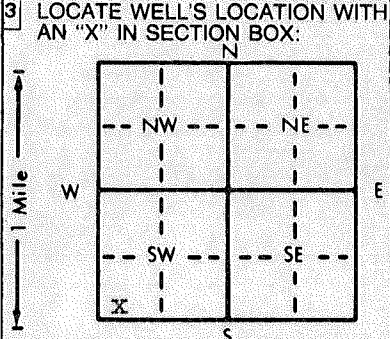 3 LOCATE WELL'S LOCATION WITH
AN "X" IN SECTION BOX:
N
NW NE
1 Mile
W E
SW SE
X
S